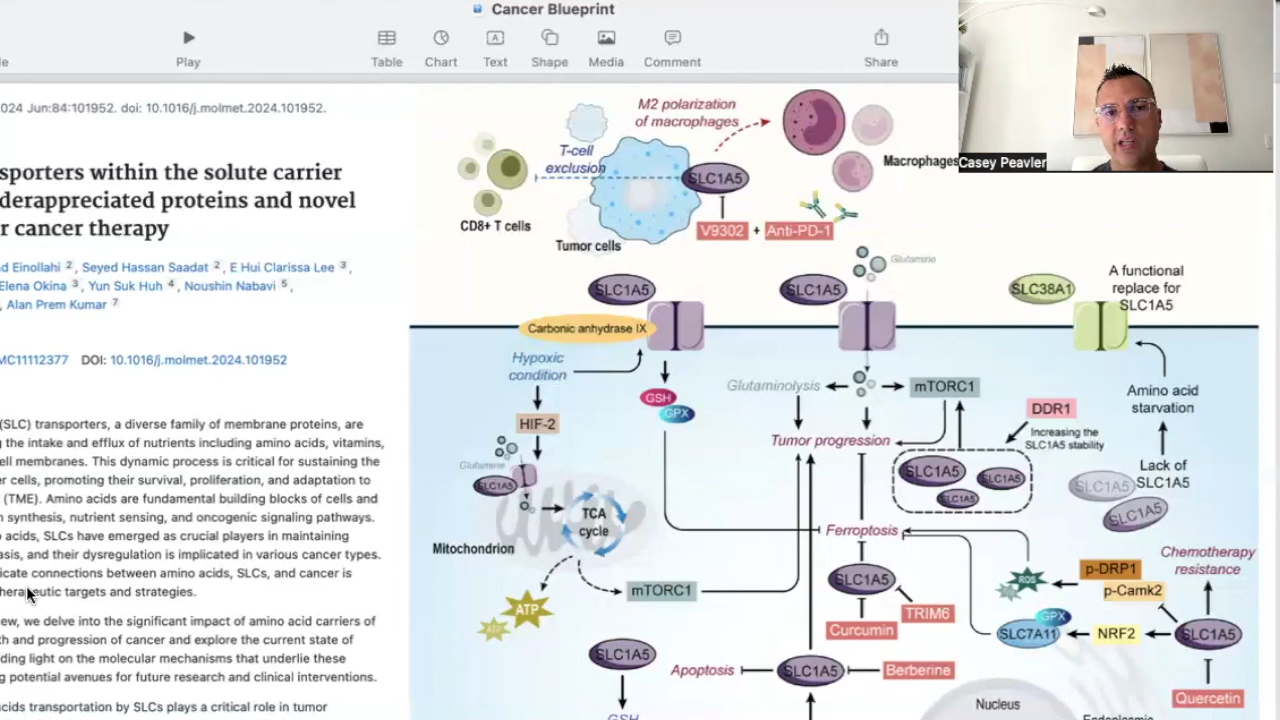 Cancer Blueprint
Play
Table
Chart
Text
Shape
Media
Comment
Share
Casey Peavler
024 Jun:84:101952. doi: 10.1016/j.molmet.2024.101952.
sporters within the solute carrier
derappreciated proteins and novel
r cancer therapy
d Einollahi 2, Seyed Hassan Saadat 2, E Hui Clarissa Lee 3,
Elena Okina 3, Yun Suk Huh 4, Noushin Nabavi 5,
, Alan Prem Kumar 7
MC11112377 DOI: 10.1016/j.molmet.2024.101952
(SLC) transporters, a diverse family of membrane proteins, are
g the intake and efflux of nutrients including amino acids, vitamins,
ell membranes. This dynamic process is critical for sustaining the
er cells, promoting their survival, proliferation, and adaptation to
(TME). Amino acids are fundamental building blocks of cells and
n synthesis, nutrient sensing, and oncogenic signaling pathways.
o acids, SLCs have emerged as crucial players in maintaining
asis, and their dysregulation is implicated in various cancer types.
icate connections between amino acids, SLCs, and cancer is
herapeutic targets and strategies.
ew, we delve into the significant impact of amino acid carriers of
th and progression of cancer and explore the current state of
ding light on the molecular mechanisms that underlie these
g potential avenues for future research and clinical interventions.
cids transportation by SLCs plays a critical role in tumor
M2 polarization
of macrophages
T-cell
exclusion
SLC1A5
Macrophages
CD8+ T cells
Tumor cells
V9302 + Anti-PD-1
Glutamine
SLC1A5
SLC1A5
SLC38A1
A functional
replace for
SLC1A5
Carbonic anhydrase IX
Hypoxic
condition
GSH
GPX
Glutaminolysis
mTORC1
DDR1
Increasing the
SLC1A5 stability
Amino acid
starvation
HIF-2
Tumor progression
Glutamine
SLC1A5
SLC1A5
SLC1A5
SLC1A5
Lack of
SLC1A5
SLC1A5
SLC1A5
TCA
cycle
Mitochondrion
Ferroptosis
Chemotherapy
resistance
ATP
ATP
mTORC1
SLC1A5
TRIM6
Curcumin
ROS
p-DRP1
p-Camk2
GPX
SLC7A11
NRF2
SLC1A5
SLC1A5
Apoptosis
SLC1A5
Berberine
Quercetin
Nucleus
GSH